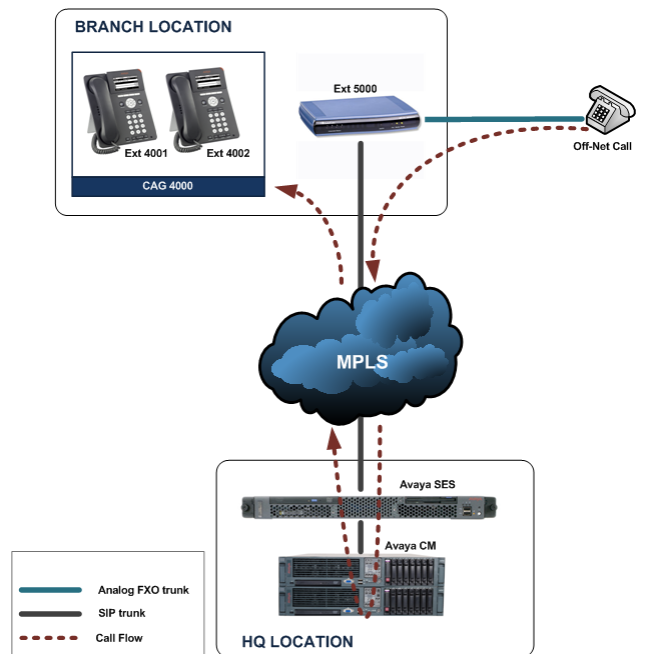 BRANCH LOCATION
Ext 4001
Ext 4002
CAG 4000
Ext 5000
Off-Net Call
MPLS
Avaya SES
Avaya CM
HQ LOCATION
Analog FXO trunk
SIP trunk
Call Flow